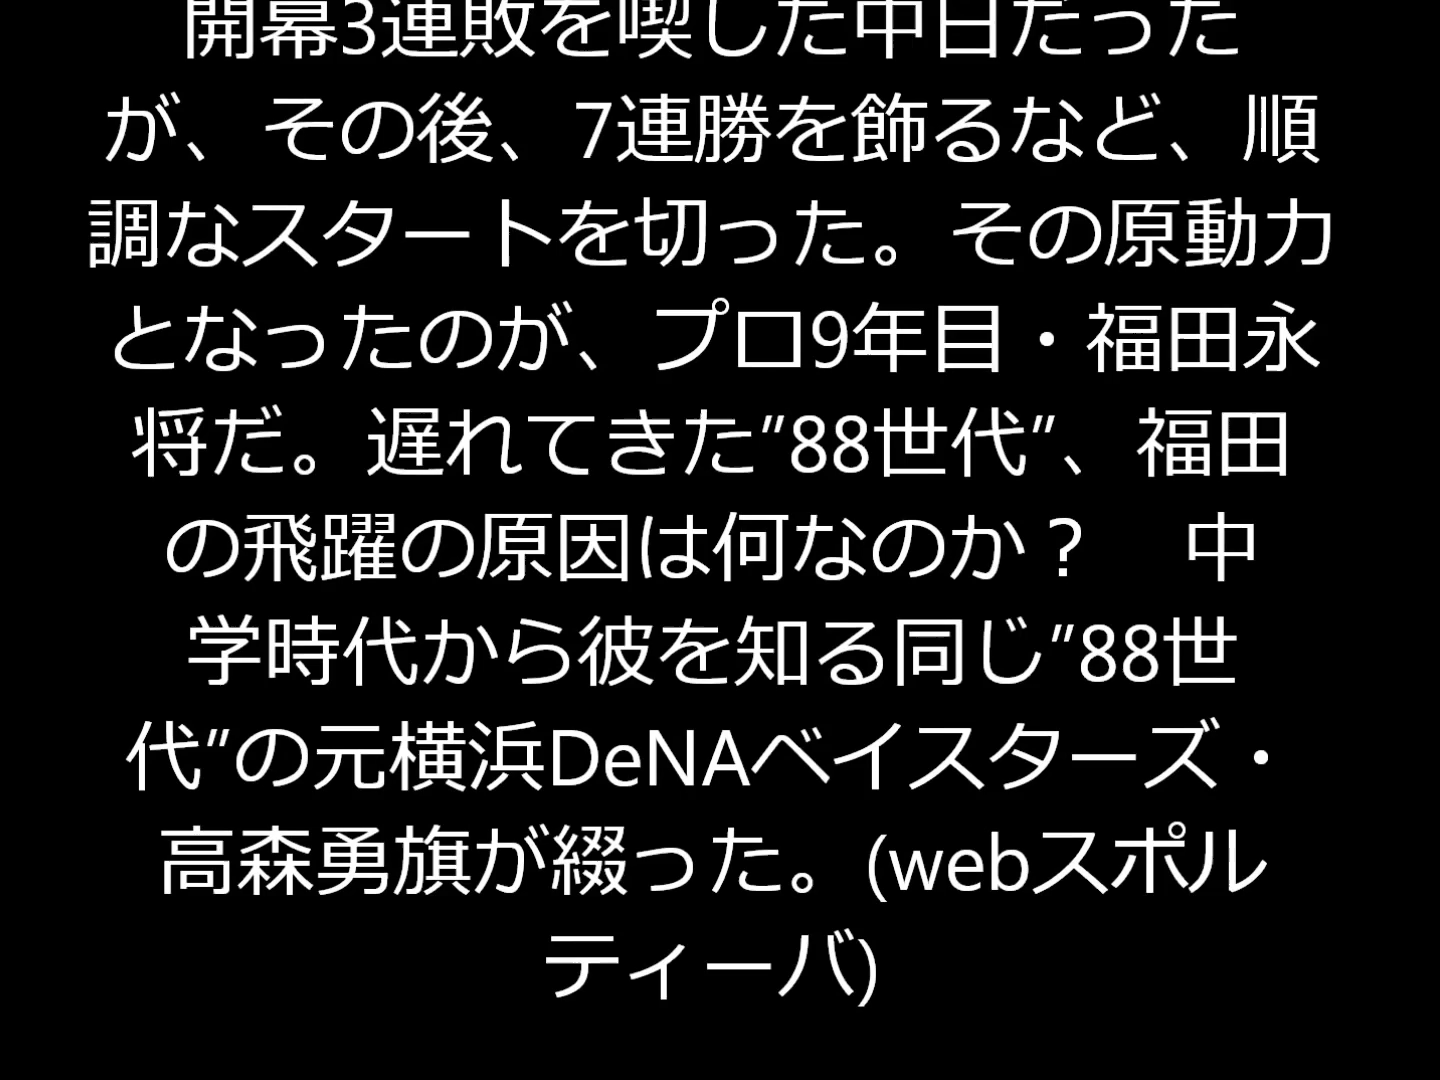 開幕3連敗を喫した中日だった
が、その後、7連勝を飾るなど、順
調なスタートを切った。その原動力
となったのが、プロ9年目・福田永
将だ。遅れてきた”88世代”、福田
の飛躍の原因は何なのか？　中
学時代から彼を知る同じ”88世
代”の元横浜DeNAベイスターズ・
高森勇旗が綴った。(webスポル
ティーバ)